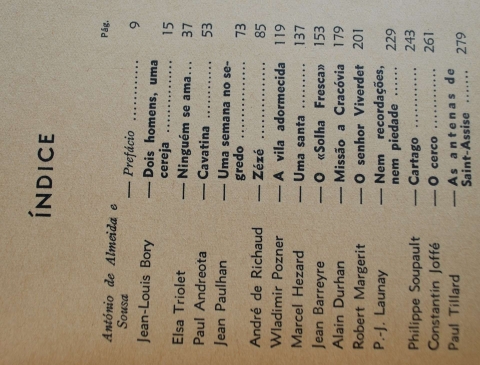 ÍNDICE
Pág.
António de Almeida e
Sousa — Prefácio 9
Jean-Louis Bory — Dois homens, uma
cereja 15
Elsa Triolet — Ninguém se ama... 37
Paul Andreota — Cavatina 53
Jean Paulhan — Uma semana no se-
gredo 73
André de Richaud — Zézé 85
Wladimir Pozner — A vila adormecida 119
Marcel Hezard — Uma santa 137
Jean Barreyre — O «Solha Fresca» 153
Alain Durhan — Missão a Cracóvia 179
Robert Margerit — O senhor Viverdet 201
P.-J. Launay — Nem recordações,
nem piedade 229
Philippe Soupault — Cartago 243
Constantin Joffé — O cerco 261
Paul Tillard — As antenas de
Saint-Assise 279